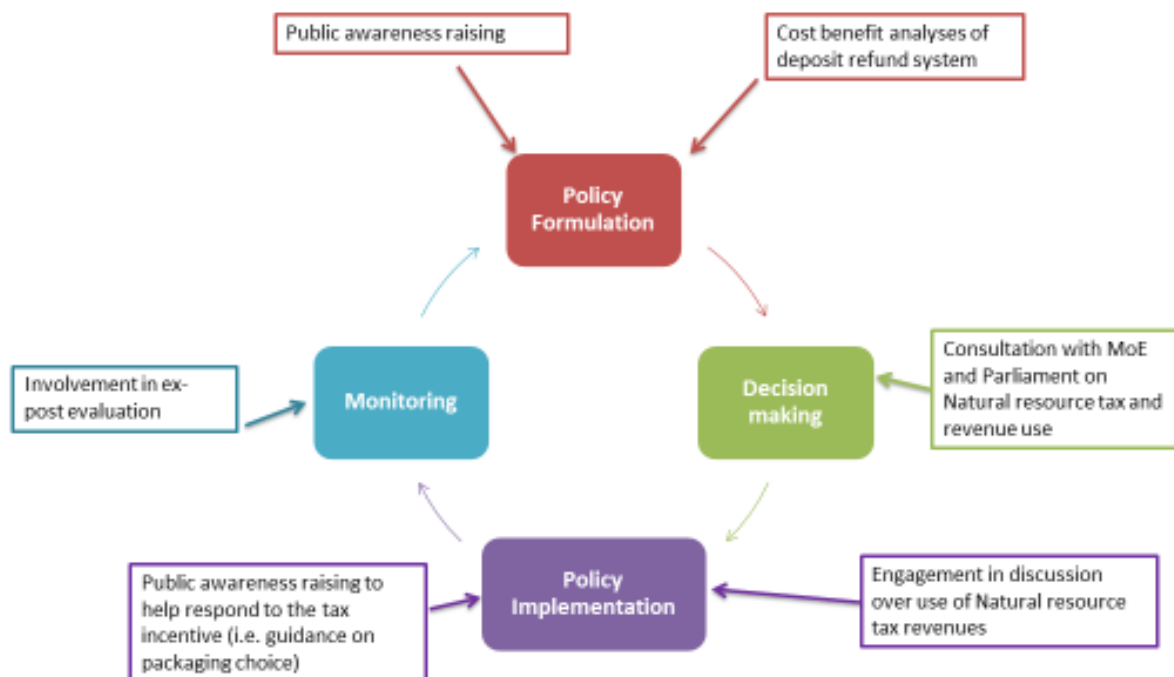 Public awareness raising
Cost benefit analyses of
deposit refund system
Policy
Formulation
Involvement in ex-
post evaluation
Monitoring
Decision
making
Consultation with MoE
and Parliament on
Natural resource tax and
revenue use
Public awareness raising to
help respond to the tax
incentive (i.e. guidance on
packaging choice)
Policy
Implementation
Engagement in discussion
over use of Natural resource
tax revenues